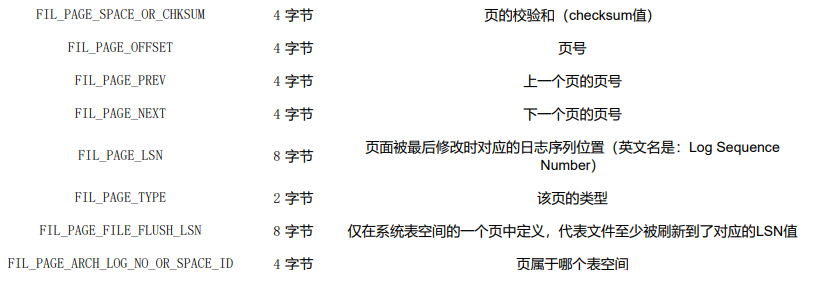 FIL_PAGE_SPACE_OR_CHKSUM 4 字节 页的校验和（checksum值）
FIL_PAGE_OFFSET 4 字节 页号
FIL_PAGE_PREV 4 字节 上一个页的页号
FIL_PAGE_NEXT 4 字节 下一个页的页号
FIL_PAGE_LSN 8 字节 页面被最后修改时对应的日志序列位置（英文名是：Log Sequence
Number）
FIL_PAGE_TYPE 2 字节 该页的类型
FIL_PAGE_FILE_FLUSH_LSN 8 字节 仅在系统表空间的一个页中定义，代表文件至少被刷新到了对应的LSN值
FIL_PAGE_ARCH_LOG_NO_OR_SPACE_ID 4 字节 页属于哪个表空间